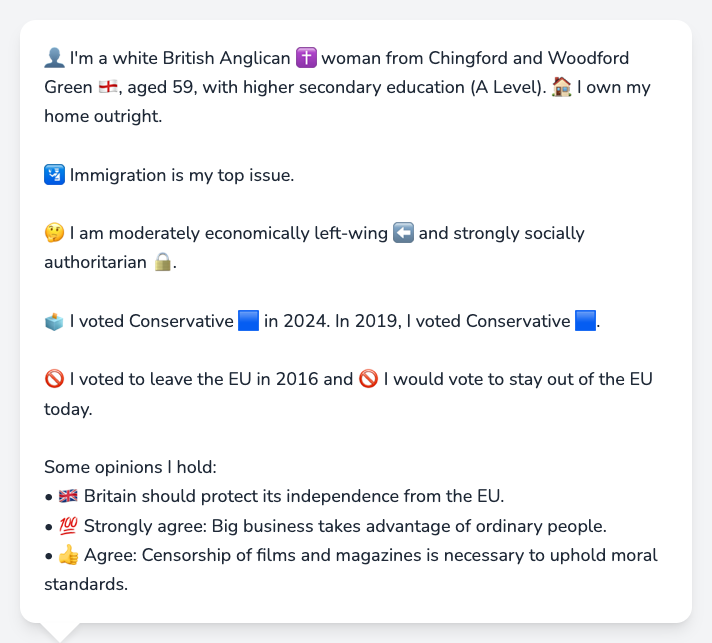 👤 I'm a white British Anglican ✝️ woman from Chingford and Woodford
Green 🏴󠁧󠁢󠁥󠁮󠁧󠁿, aged 59, with higher secondary education (A Level). 🏠 I own my
home outright.
🛂 Immigration is my top issue.
🤔 I am moderately economically left-wing ⬅️ and strongly socially
authoritarian 🔒.
🗳️ I voted Conservative 🟦 in 2024. In 2019, I voted Conservative 🟦.
🚫 I voted to leave the EU in 2016 and 🚫 I would vote to stay out of the EU
today.
Some opinions I hold:
• 🇬🇧 Britain should protect its independence from the EU.
• 💯 Strongly agree: Big business takes advantage of ordinary people.
• 👍 Agree: Censorship of films and magazines is necessary to uphold moral
standards.